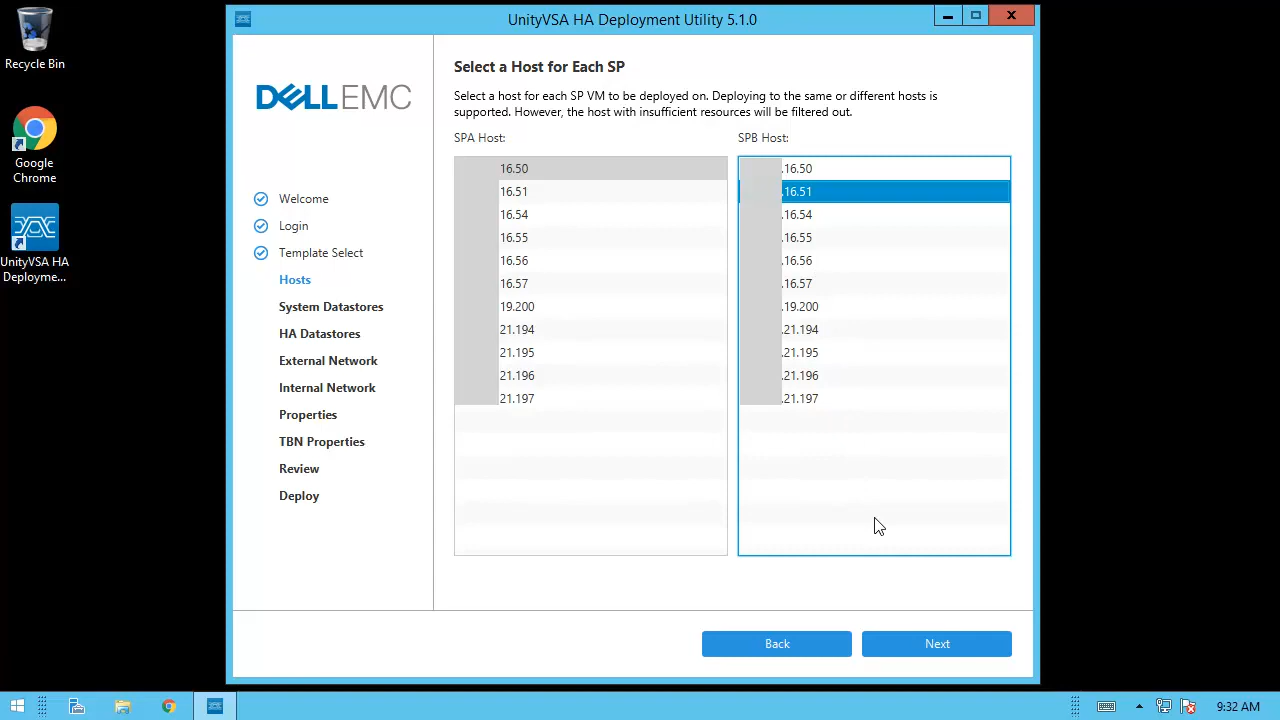 Recycle Bin
Google
Chrome
UnityVSA HA
Deployme...
UnityVSA HA Deployment Utility 5.1.0
DELL EMC
Welcome
Login
Template Select
Hosts
System Datastores
HA Datastores
External Network
Internal Network
Properties
TBN Properties
Review
Deploy
Select a Host for Each SP
Select a host for each SP VM to be deployed on. Deploying to the same or different hosts is
supported. However, the host with insufficient resources will be filtered out.
SPA Host:
16.50
16.51
16.54
16.55
16.56
16.57
19.200
21.194
21.195
21.196
21.197
SPB Host:
.16.50
.16.51
.16.54
.16.55
.16.56
.16.57
.19.200
.21.194
.21.195
.21.196
.21.197
Back
Next
9:32 AM